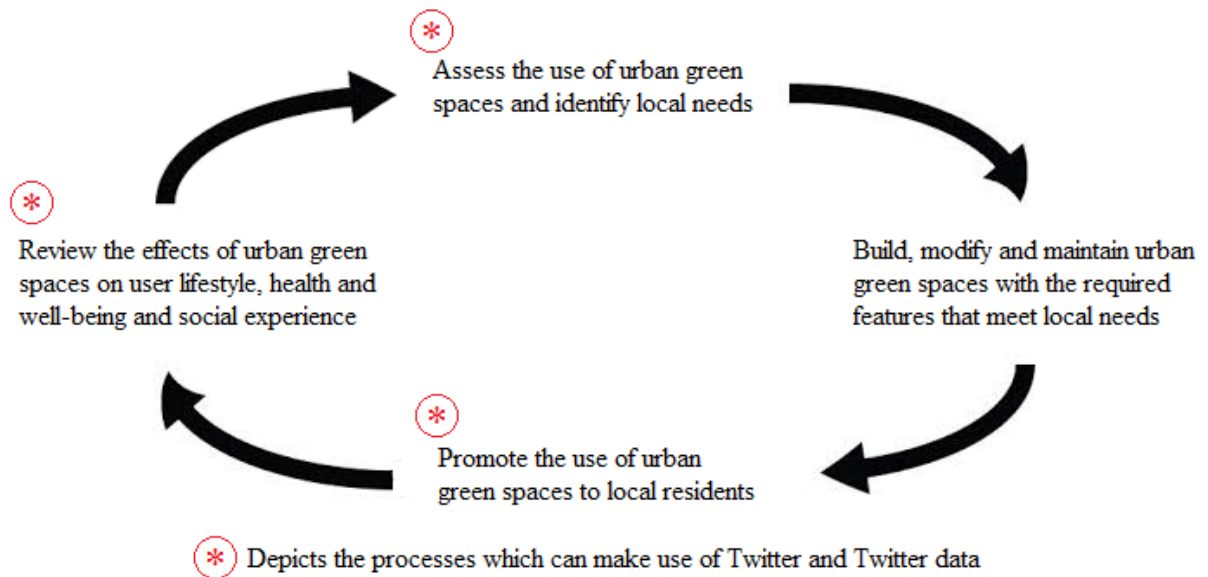 *
Assess the use of urban green
spaces and identify local needs
*
Review the effects of urban green
spaces on user lifestyle, health and
well-being and social experience
Build, modify and maintain urban
green spaces with the required
features that meet local needs
*
Promote the use of urban
green spaces to local residents
* Depicts the processes which can make use of Twitter and Twitter data